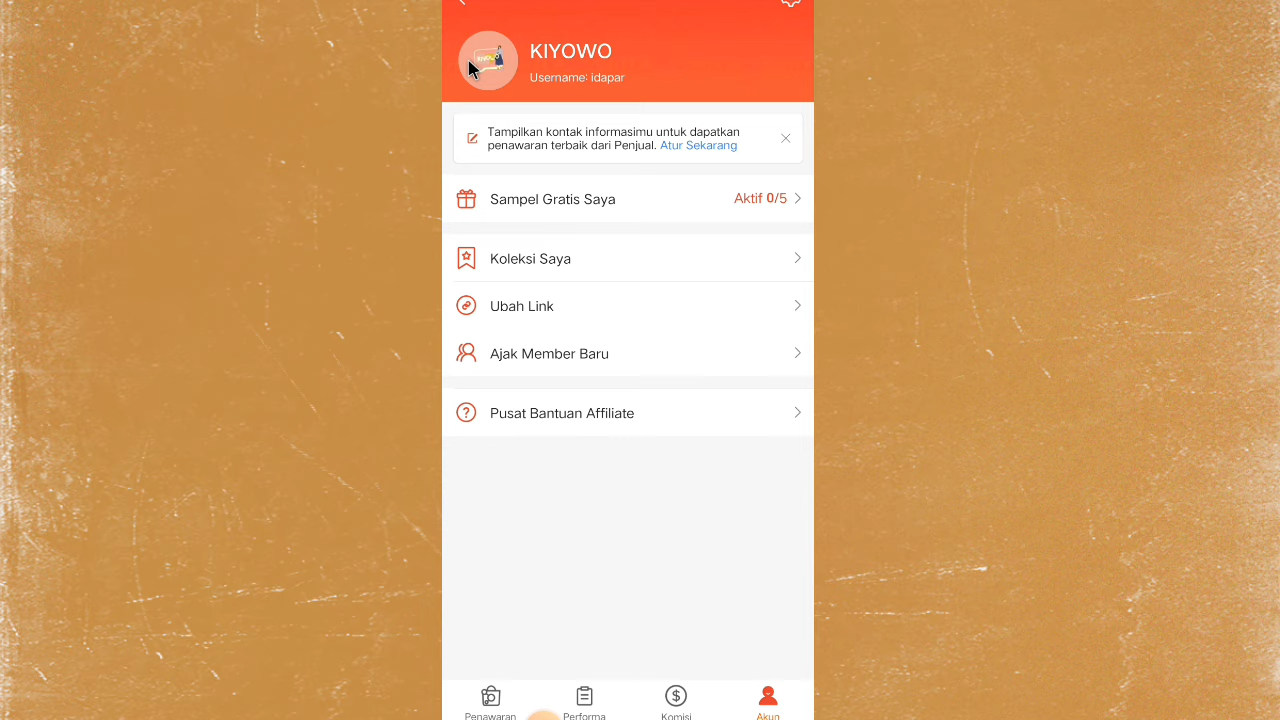 KIYOWO
Username: idapar
Tampilkan kontak informasimu untuk dapatkan
penawaran terbaik dari Penjual. Atur Sekarang
Sampel Gratis Saya
Aktif 0/5
Koleksi Saya
Ubah Link
Ajak Member Baru
Pusat Bantuan Affiliate
Penawaran
Performa
Komisi
Akun